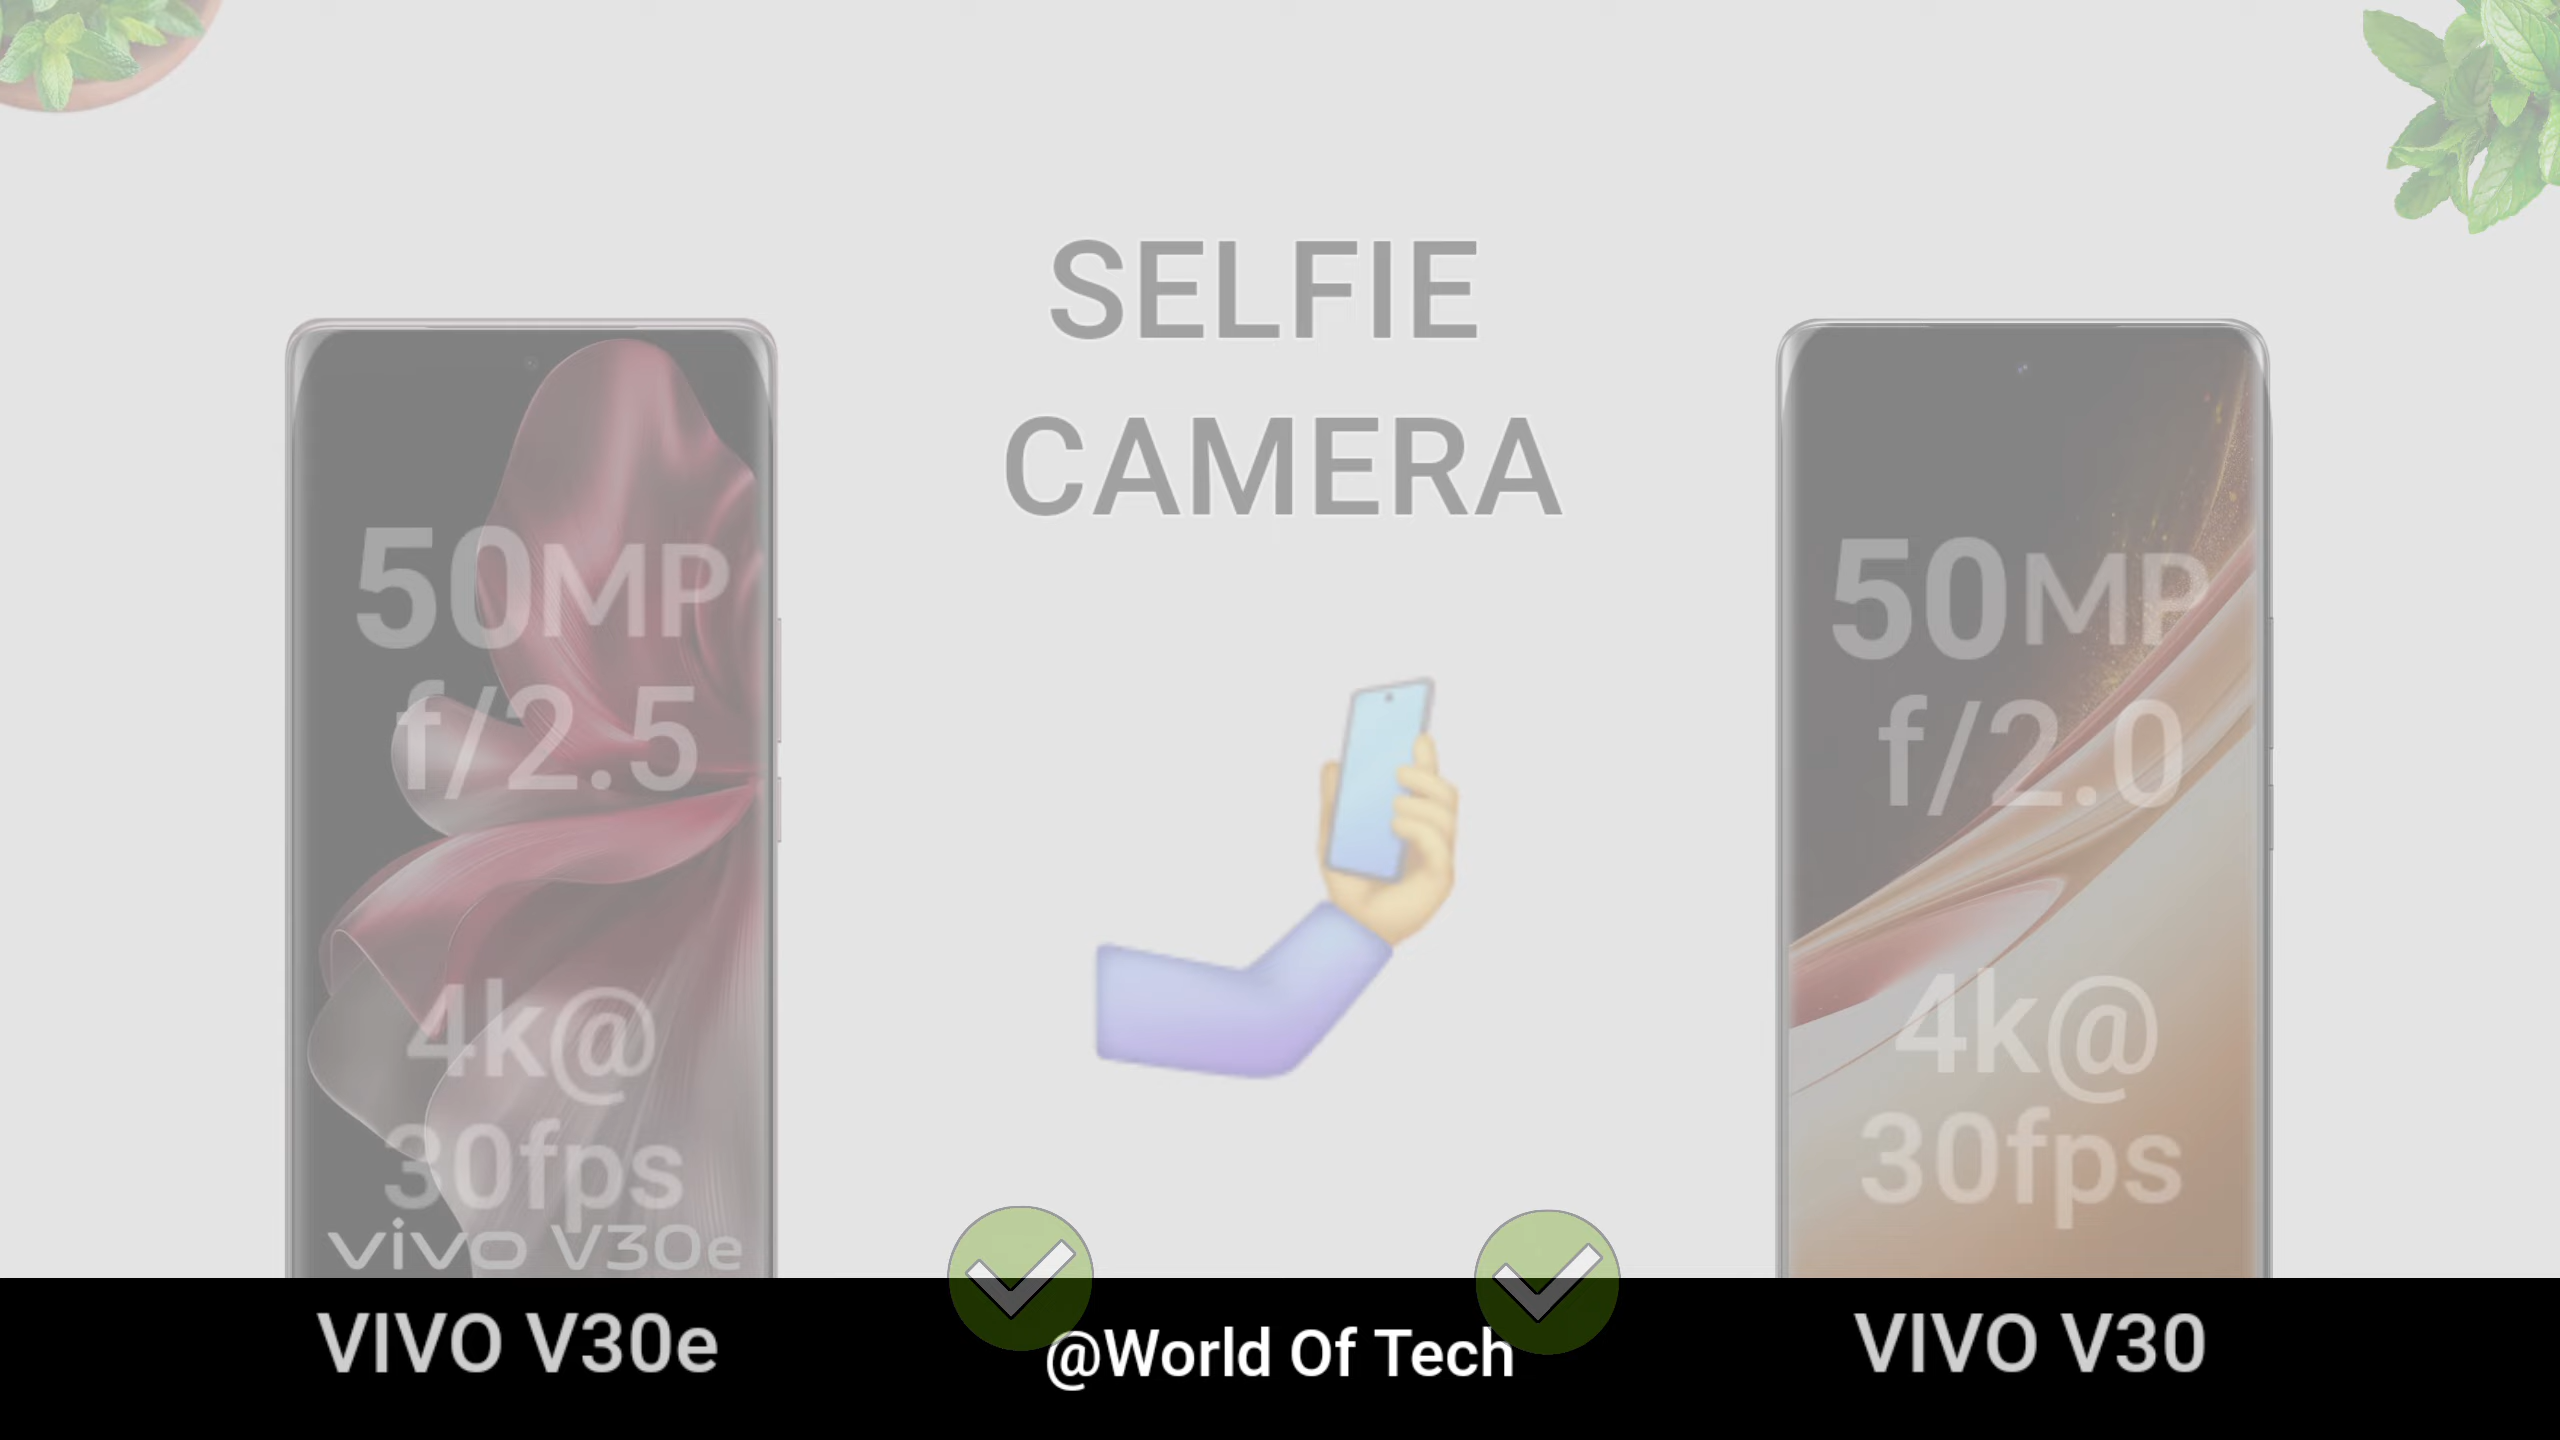 SELFIE
CAMERA
50MP
f/2.5
4k@
30fps
vivo V30e
50MP
f/2.0
4k@
30fps
VIVO V30e
@World Of Tech
VIVO V30